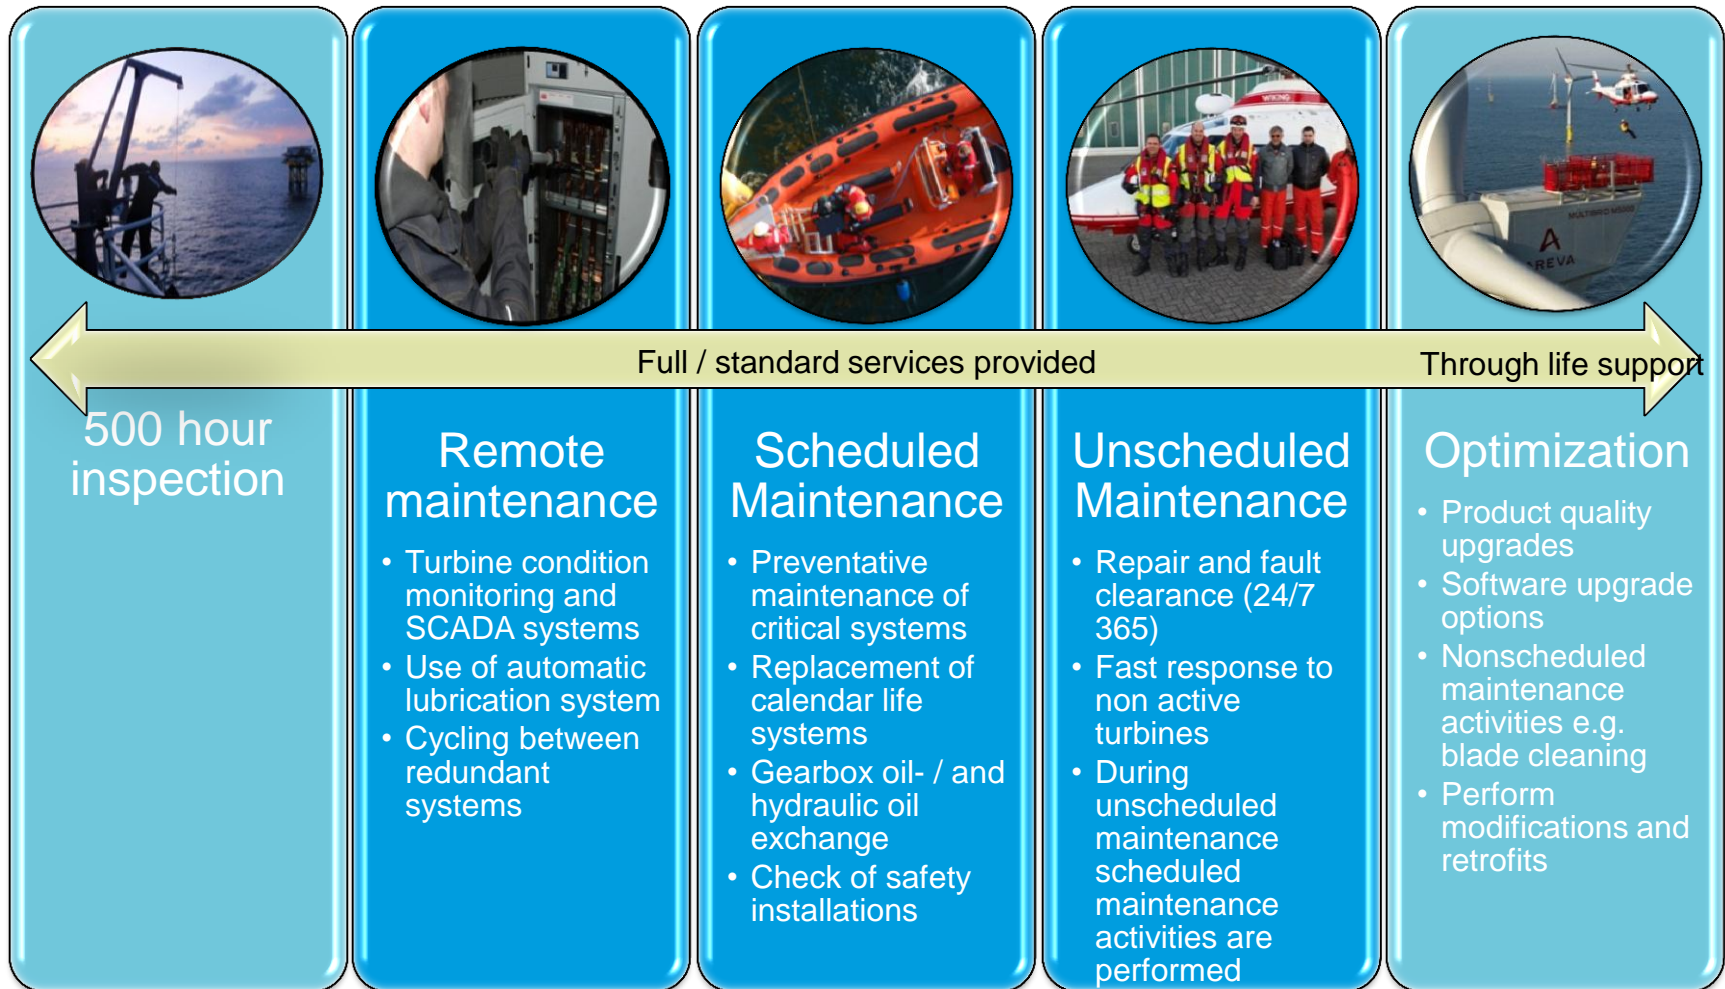 WIKING
MULTIBRID M5000
AREVA
Full / standard services provided
Through life support
500 hour
inspection
Remote
maintenance
• Turbine condition
monitoring and
SCADA systems
• Use of automatic
lubrication system
• Cycling between
redundant
systems
Scheduled
Maintenance
• Preventative
maintenance of
critical systems
• Replacement of
calendar life
systems
• Gearbox oil- / and
hydraulic oil
exchange
• Check of safety
installations
Unscheduled
Maintenance
• Repair and fault
clearance (24/7
365)
• Fast response to
non active
turbines
• During
unscheduled
maintenance
scheduled
maintenance
activities are
performed
Optimization
• Product quality
upgrades
• Software upgrade
options
• Nonscheduled
maintenance
activities e.g.
blade cleaning
• Perform
modifications and
retrofits